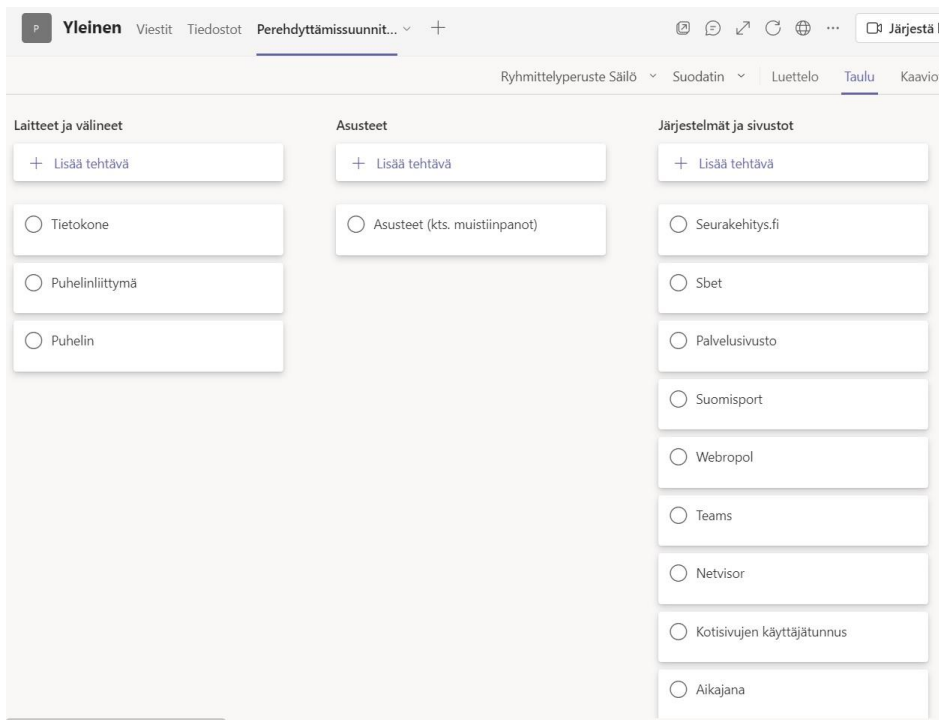 P Yleinen Viestit Tiedostot Perehdyttämissuunnit... +
Järjestä
Ryhmittelyperuste Säilö Suodatin Luettelo Taulu Kaavio
Laitteet ja välineet
+ Lisää tehtävä
Tietokone
Puhelinliittymä
Puhelin
Asusteet
+ Lisää tehtävä
Asusteet (kts. muistiinpanot)
Järjestelmät ja sivustot
+ Lisää tehtävä
Seurakehitys.fi
Sbet
Palvelusivusto
Suomisport
Webropol
Teams
Netvisor
Kotisivujen käyttäjätunnus
Aikajana